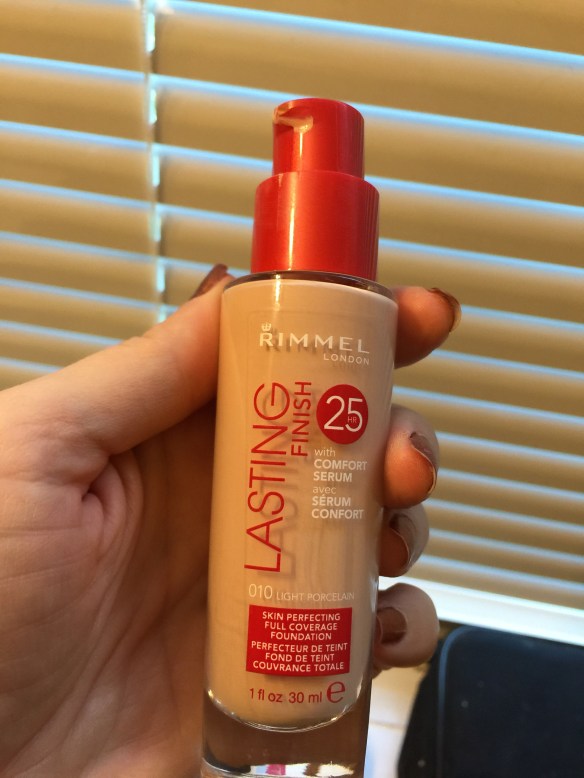 RIMMEL
LONDON
LASTING
FINISH
25
HR
with
COMFORT
SERUM
avec
SÉRUM
CONFORT
010 LIGHT PORCELAIN
SKIN PERFECTING
FULL COVERAGE
FOUNDATION
PERFECTEUR DE TEINT
FOND DE TEINT
COUVRANCE TOTALE
1 fl oz 30 ml ℮